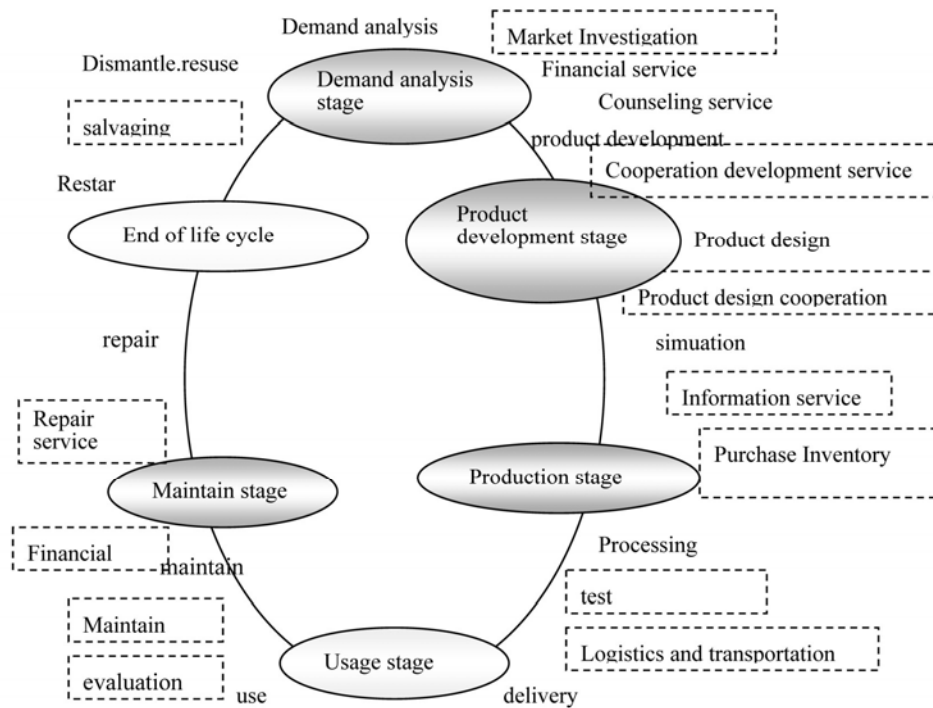 Demand analysis
Market Investigation
Dismantle.resuse
Demand analysis
stage
Financial service
Counseling service
salvaging
product development
Cooperation development service
Restar
End of life cycle
Product
development stage
Product design
Product design cooperation
repair
simuation
Information service
Repair
service
Purchase Inventory
Maintain stage
Production stage
Financial
maintain
Processing
test
Maintain
Usage stage
Logistics and transportation
evaluation
use
delivery